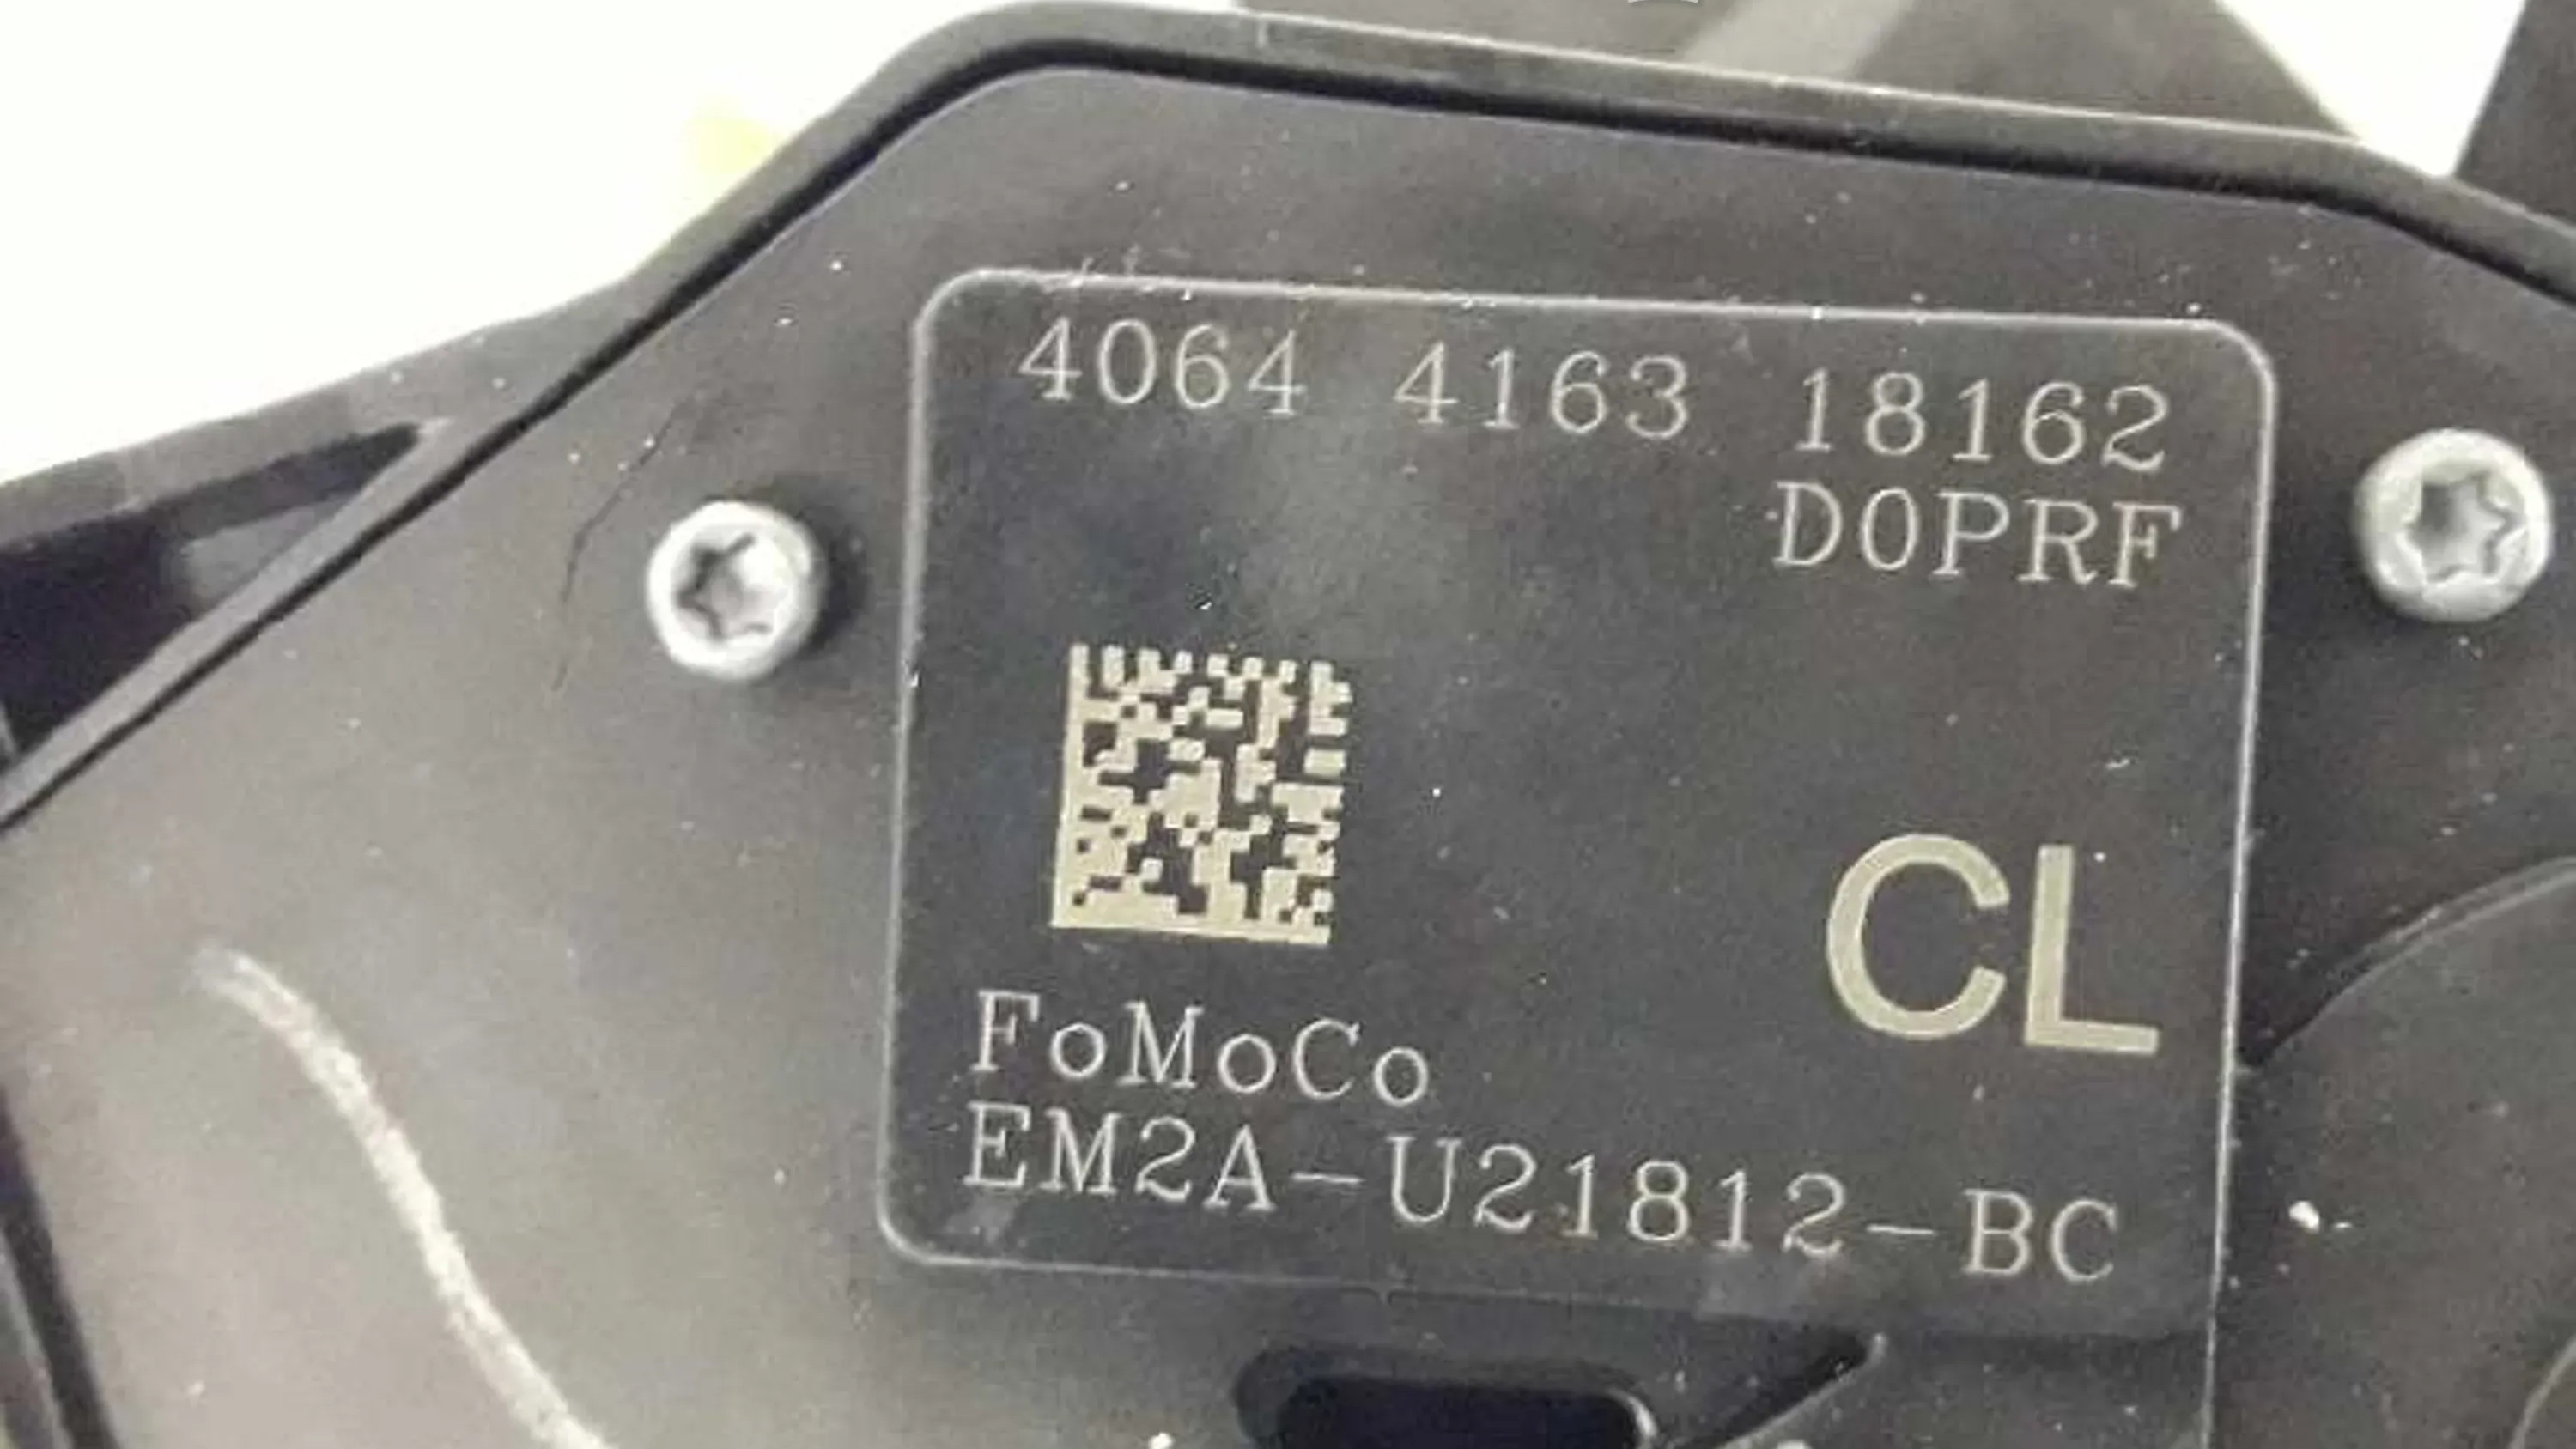 4064 4163 18162
D0PRF
CL
FoMoCo
EM2A-U21812-BC